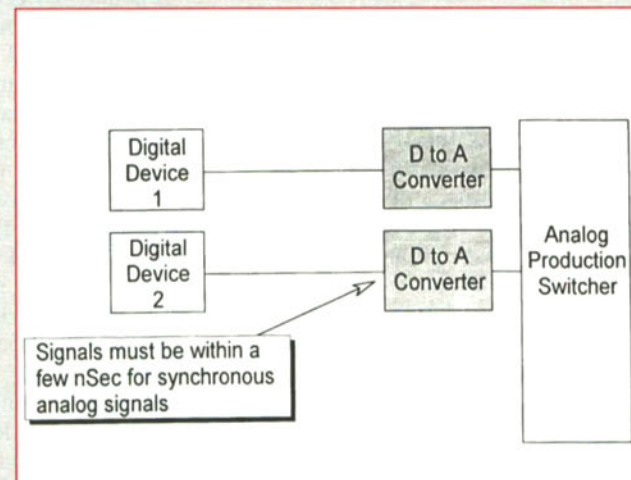 Digital
Device
1
D to A
Converter
Digital
Device
2
D to A
Converter
Analog
Production
Switcher
Signals must be within a
few nSec for synchronous
analog signals